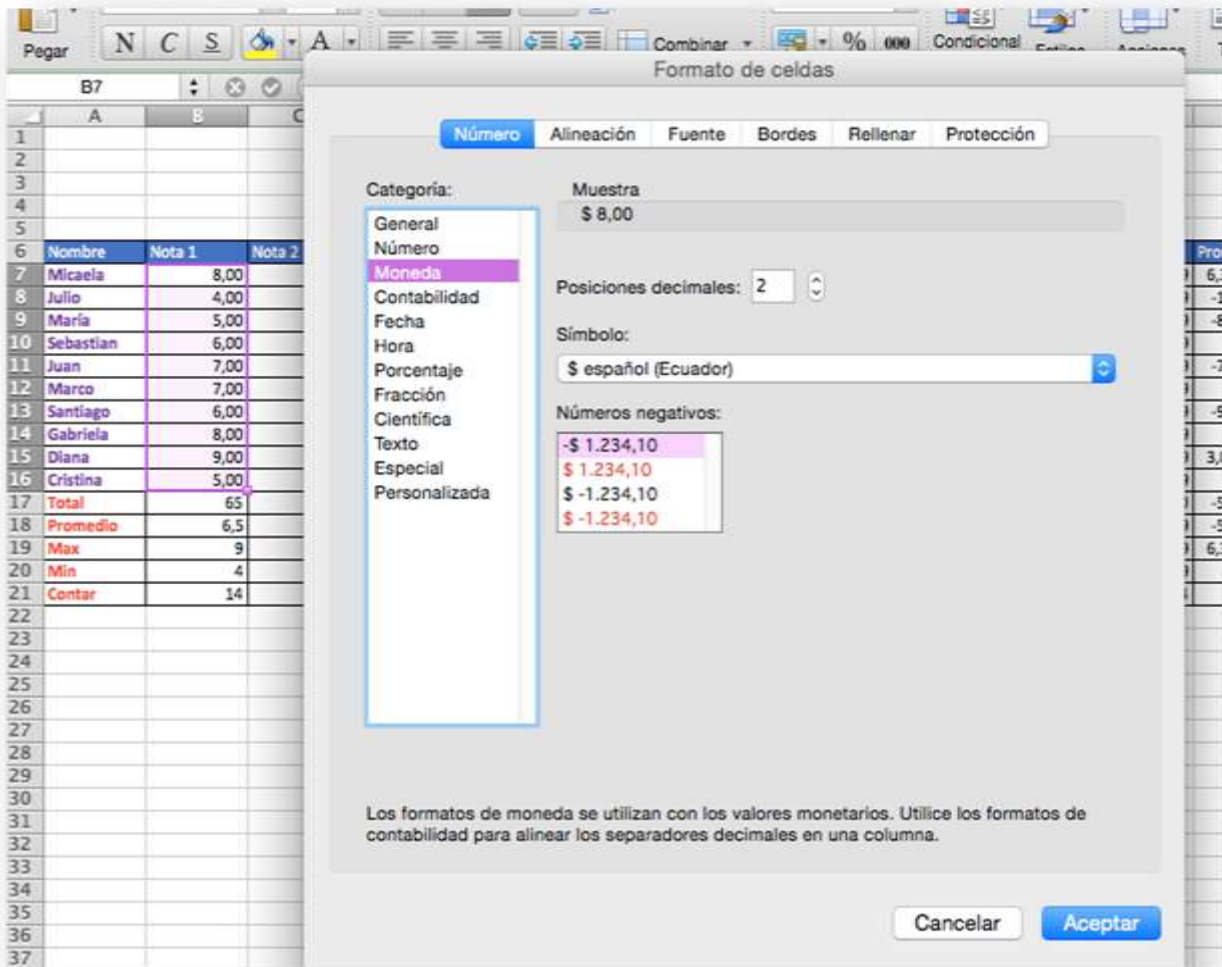 Pegar N C S A Combinar % 000 Condicional
Formato de celdas
B7
A B C
Número Alineación Fuente Bordes Rellenar Protección
Categoría:
General
Número
Moneda
Contabilidad
Fecha
Hora
Porcentaje
Fracción
Científica
Texto
Especial
Personalizada
Muestra
$ 8,00
Posiciones decimales: 2
Símbolo:
$ español (Ecuador)
Números negativos:
-$ 1.234,10
$ 1.234,10
$ -1.234,10
$ -1.234,10
Los formatos de moneda se utilizan con los valores monetarios. Utilice los formatos de
contabilidad para alinear los separadores decimales en una columna.
Cancelar Aceptar
1
2
3
4
5
6 Nombre Nota 1 Nota 2
7 Micaela 8,00
8 Julio 4,00
9 María 5,00
10 Sebastian 6,00
11 Juan 7,00
12 Marco 7,00
13 Santiago 6,00
14 Gabriela 8,00
15 Diana 9,00
16 Cristina 5,00
17 Total 65
18 Promedio 6,5
19 Max 9
20 Min 4
21 Contar 14
22
23
24
25
26
27
28
29
30
31
32
33
34
35
36
37